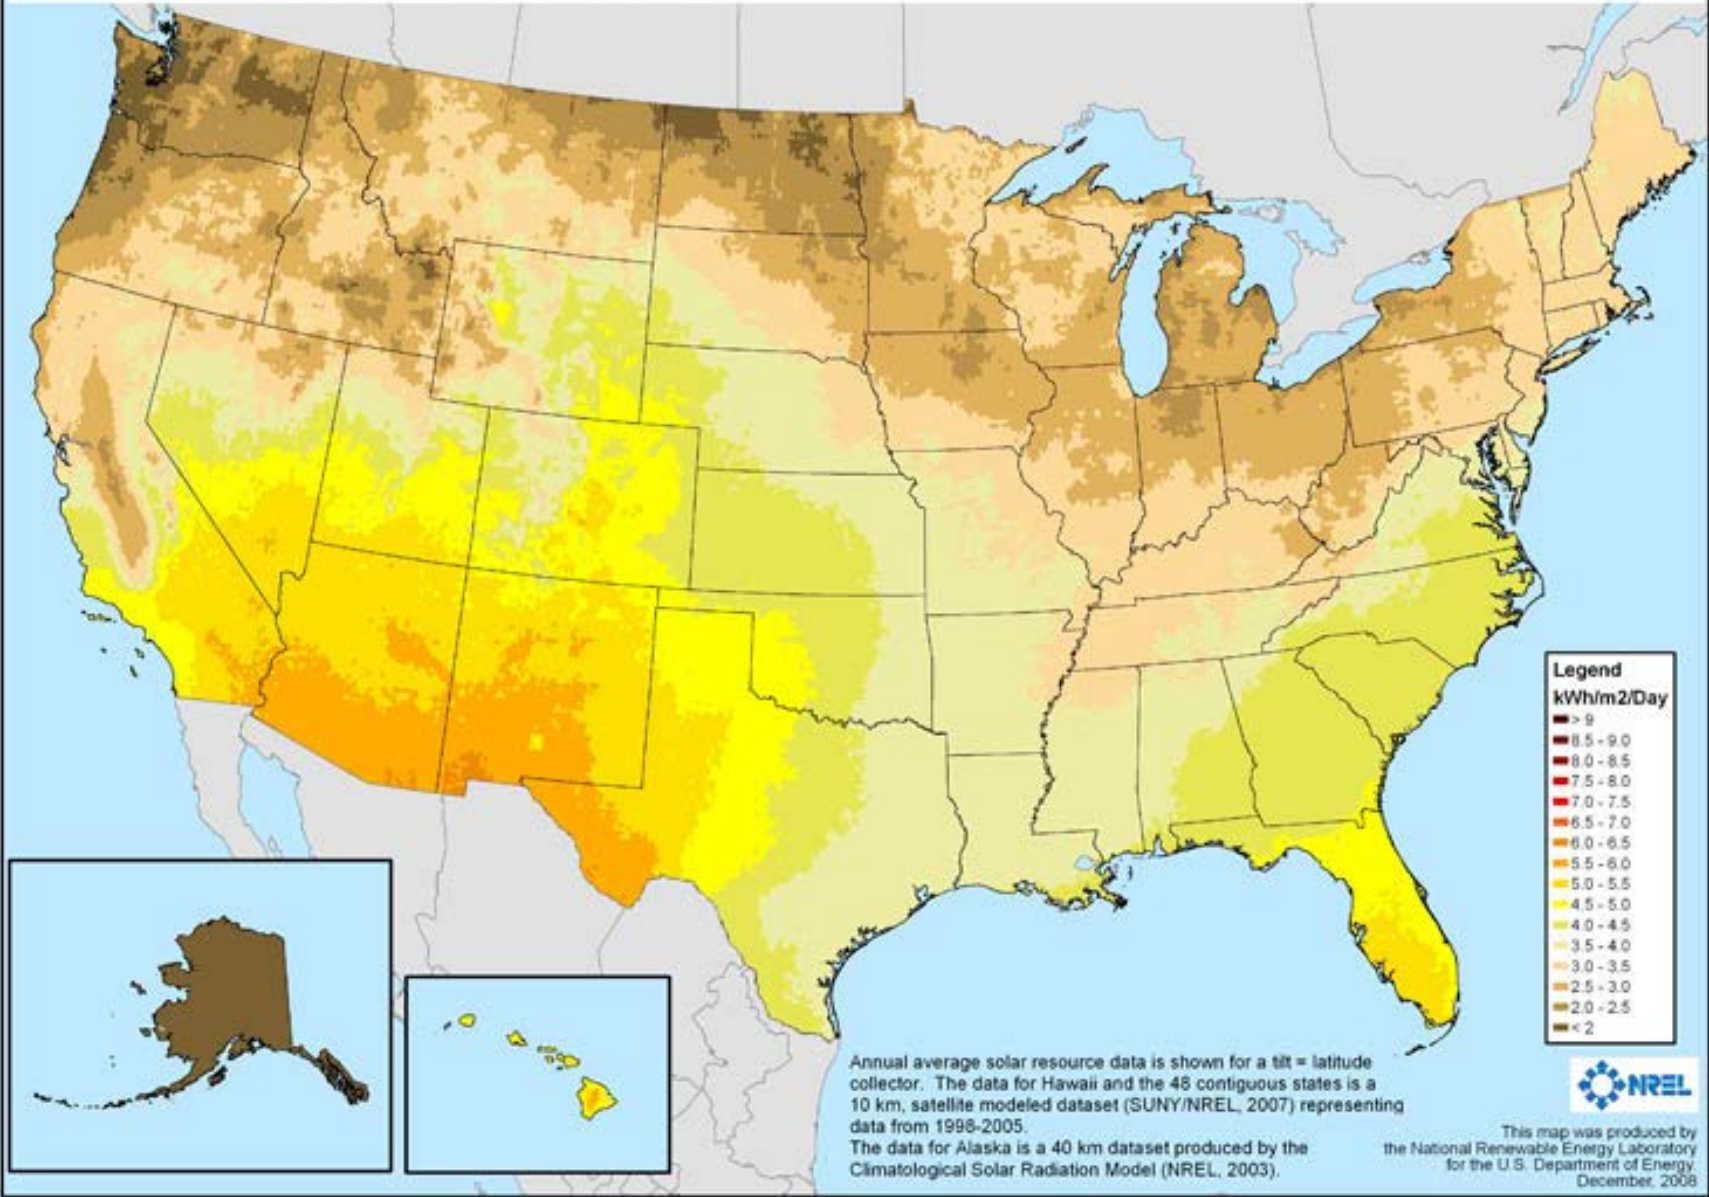 Legend
kWh/m2/Day
> 9
8.5 - 9.0
8.0 - 8.5
7.5 - 8.0
7.0 - 7.5
6.5 - 7.0
6.0 - 6.5
5.5 - 6.0
5.0 - 5.5
4.5 - 5.0
4.0 - 4.5
3.5 - 4.0
3.0 - 3.5
2.5 - 3.0
2.0 - 2.5
< 2
Annual average solar resource data is shown for a tilt = latitude
collector. The data for Hawaii and the 48 contiguous states is a
10 km, satellite modeled dataset (SUNY/NREL, 2007) representing
data from 1998-2005.
The data for Alaska is a 40 km dataset produced by the
Climatological Solar Radiation Model (NREL, 2003).
NREL
This map was produced by
the National Renewable Energy Laboratory
for the U.S. Department of Energy.
December, 2008